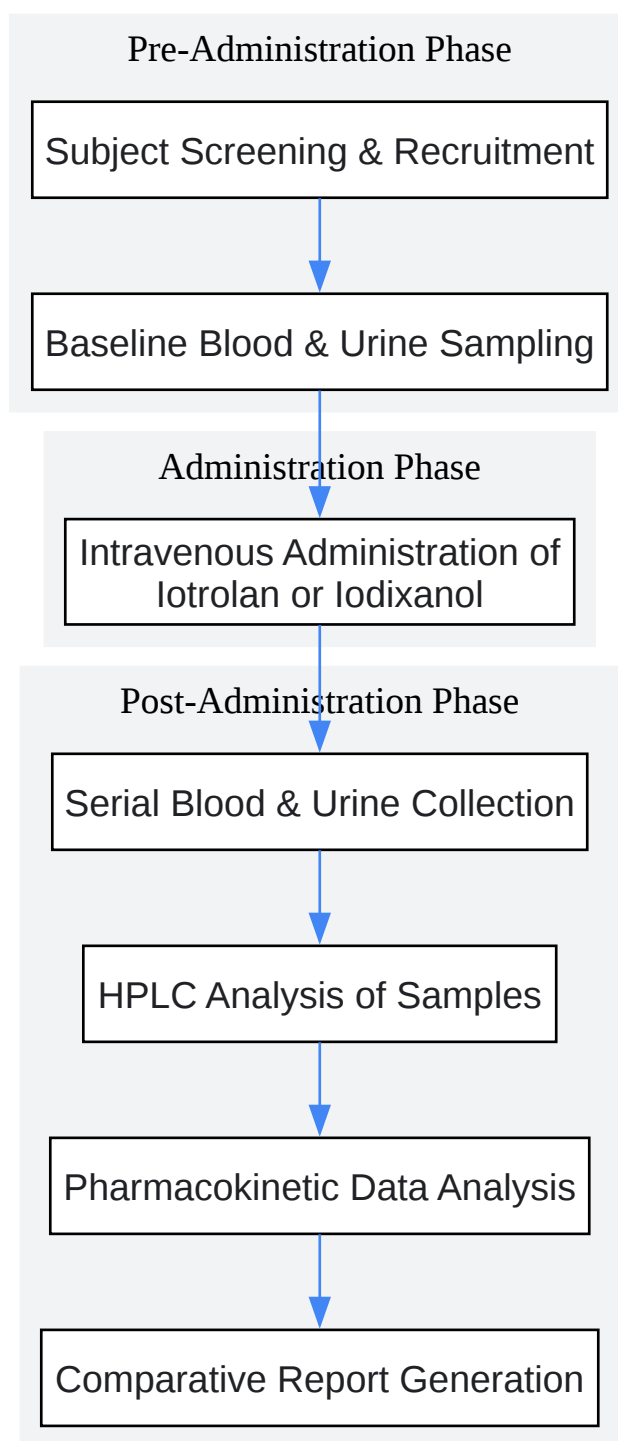 Pre-Administration Phase
Subject Screening & Recruitment
Baseline Blood & Urine Sampling
Administration Phase
Intravenous Administration of
Iotrolan or Iodixanol
Post-Administration Phase
Serial Blood & Urine Collection
HPLC Analysis of Samples
Pharmacokinetic Data Analysis
Comparative Report Generation